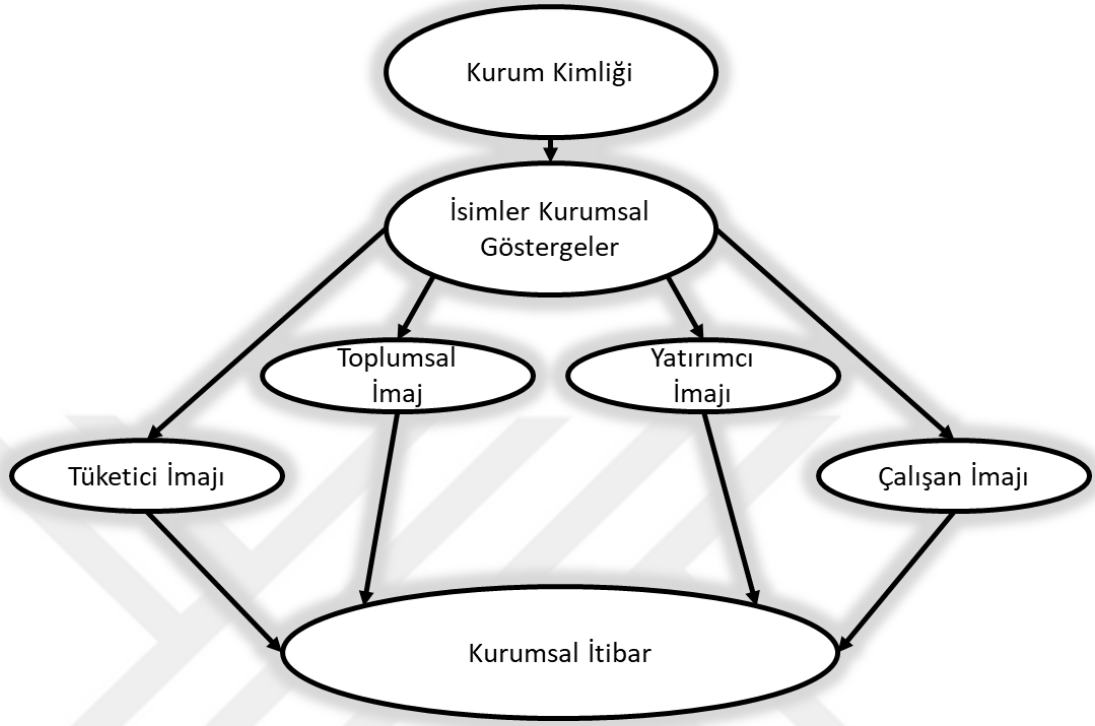 Kurum Kimliği
İsimler Kurumsal
Göstergeler
Toplumsal
İmaj
Yatırımcı
İmajı
Tüketici İmajı
Çalışan İmajı
Kurumsal İtibar